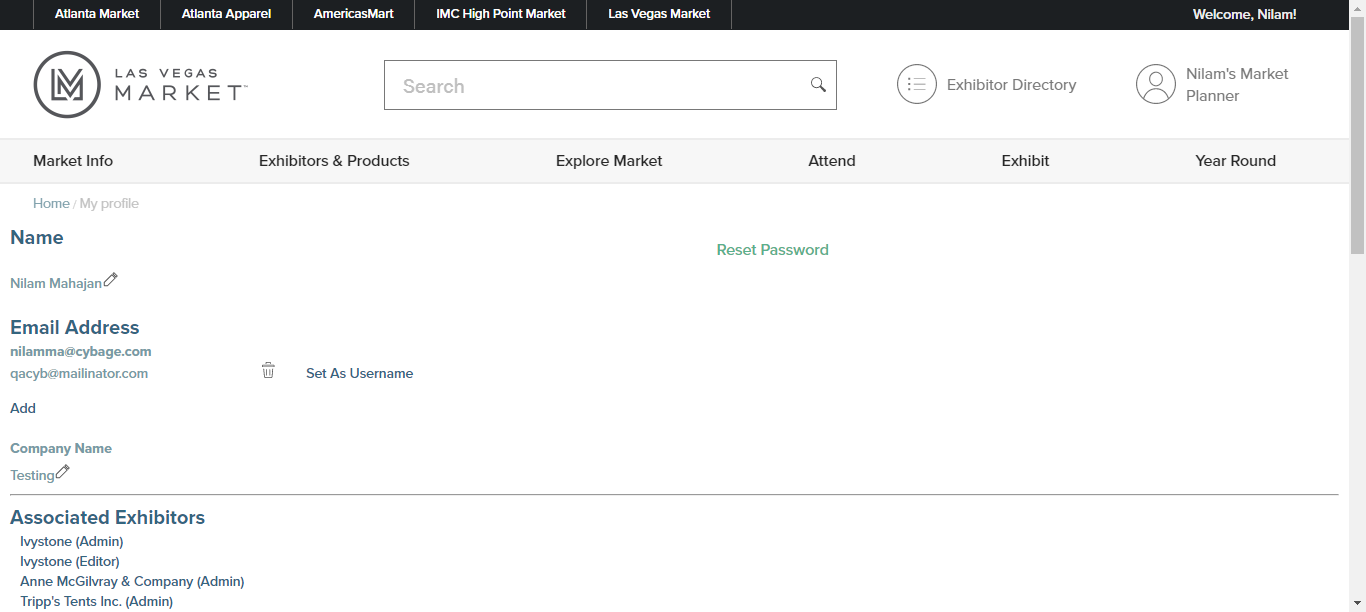 Atlanta Market Atlanta Apparel AmericasMart IMC High Point Market Las Vegas Market Welcome, Nilam!
LAS VEGAS
MARKET™
Search
Exhibitor Directory
Nilam's Market
Planner
Market Info Exhibitors & Products Explore Market Attend Exhibit Year Round
Home / My profile
Name
Reset Password
Nilam Mahajan
Email Address
nilamma@cybage.com
qacyb@mailinator.com Set As Username
Add
Company Name
Testing
Associated Exhibitors
Ivystone (Admin)
Ivystone (Editor)
Anne McGilvray & Company (Admin)
Tripp's Tents Inc. (Admin)